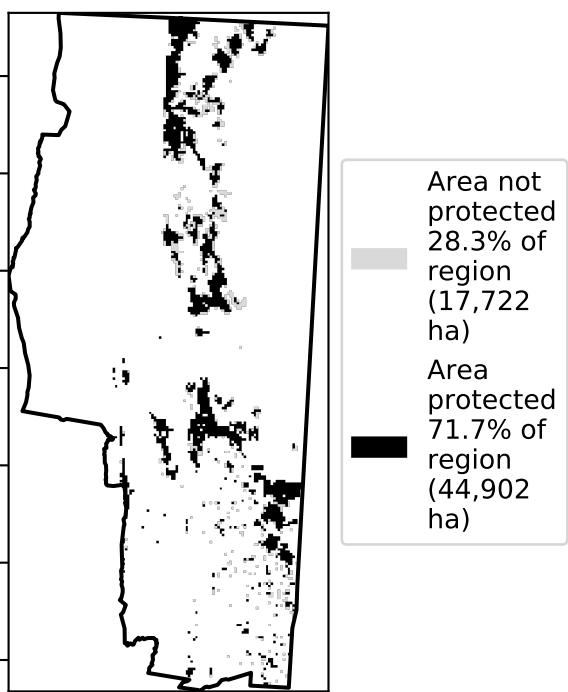 Area not
protected
28.3% of
region
(17,722
ha)
Area
protected
71.7% of
region
(44,902
ha)